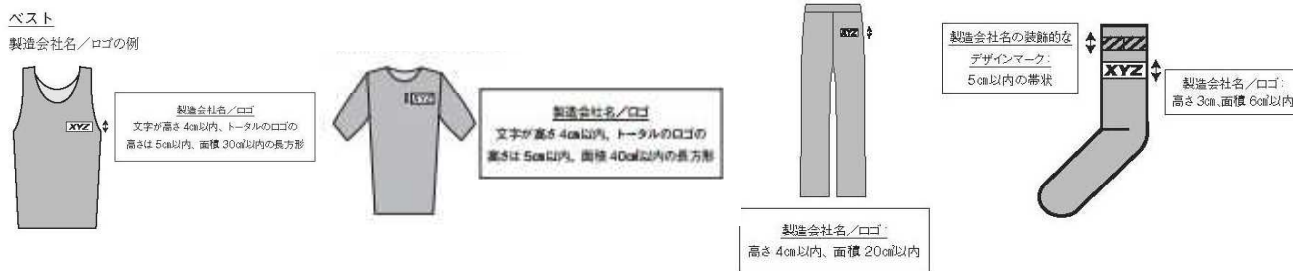 ベスト
製造会社名／ロゴの例
XYZ
製造会社名／ロゴ
文字が高さ 4㎝以内、トータルのロゴの
高さは 5㎝以内、面積 30㎠以内の長方形
XYZ
製造会社名／ロゴ
文字が高さ 4㎝以内、トータルのロゴの
高さは 5㎝以内、面積 40㎠以内の長方形
XYZ
製造会社名／ロゴ：
高さ 4㎝以内、面積 20㎠以内
製造会社名の装飾的な
デザインマーク：
5㎝以内の帯状
XYZ
製造会社名／ロゴ：
高さ 3㎝、面積 6㎠以内